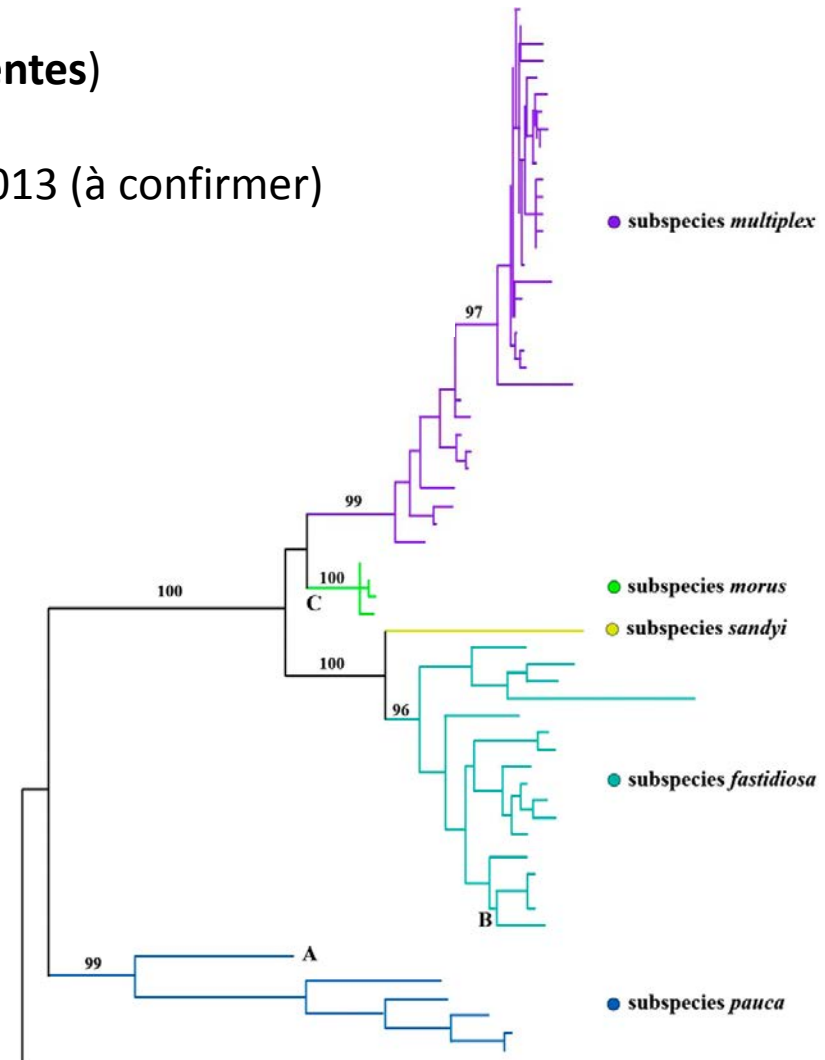 entes)
013 (à confirmer)
subspecies multiplex
97
99
100
100
C
subspecies morus
subspecies sandyi
100
96
subspecies fastidiosa
B
A
99
subspecies pauca